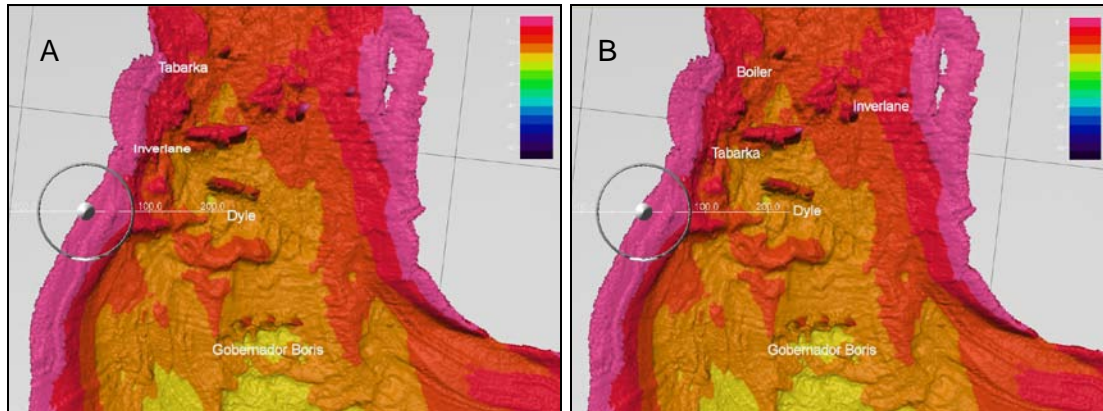 A
Tabarka
Inverlane
100.0
200.0
Dyle
Gobernador Boris
B
Boiler
Inverlane
Tabarka
100.0
200.0
Dyle
Gobernador Boris